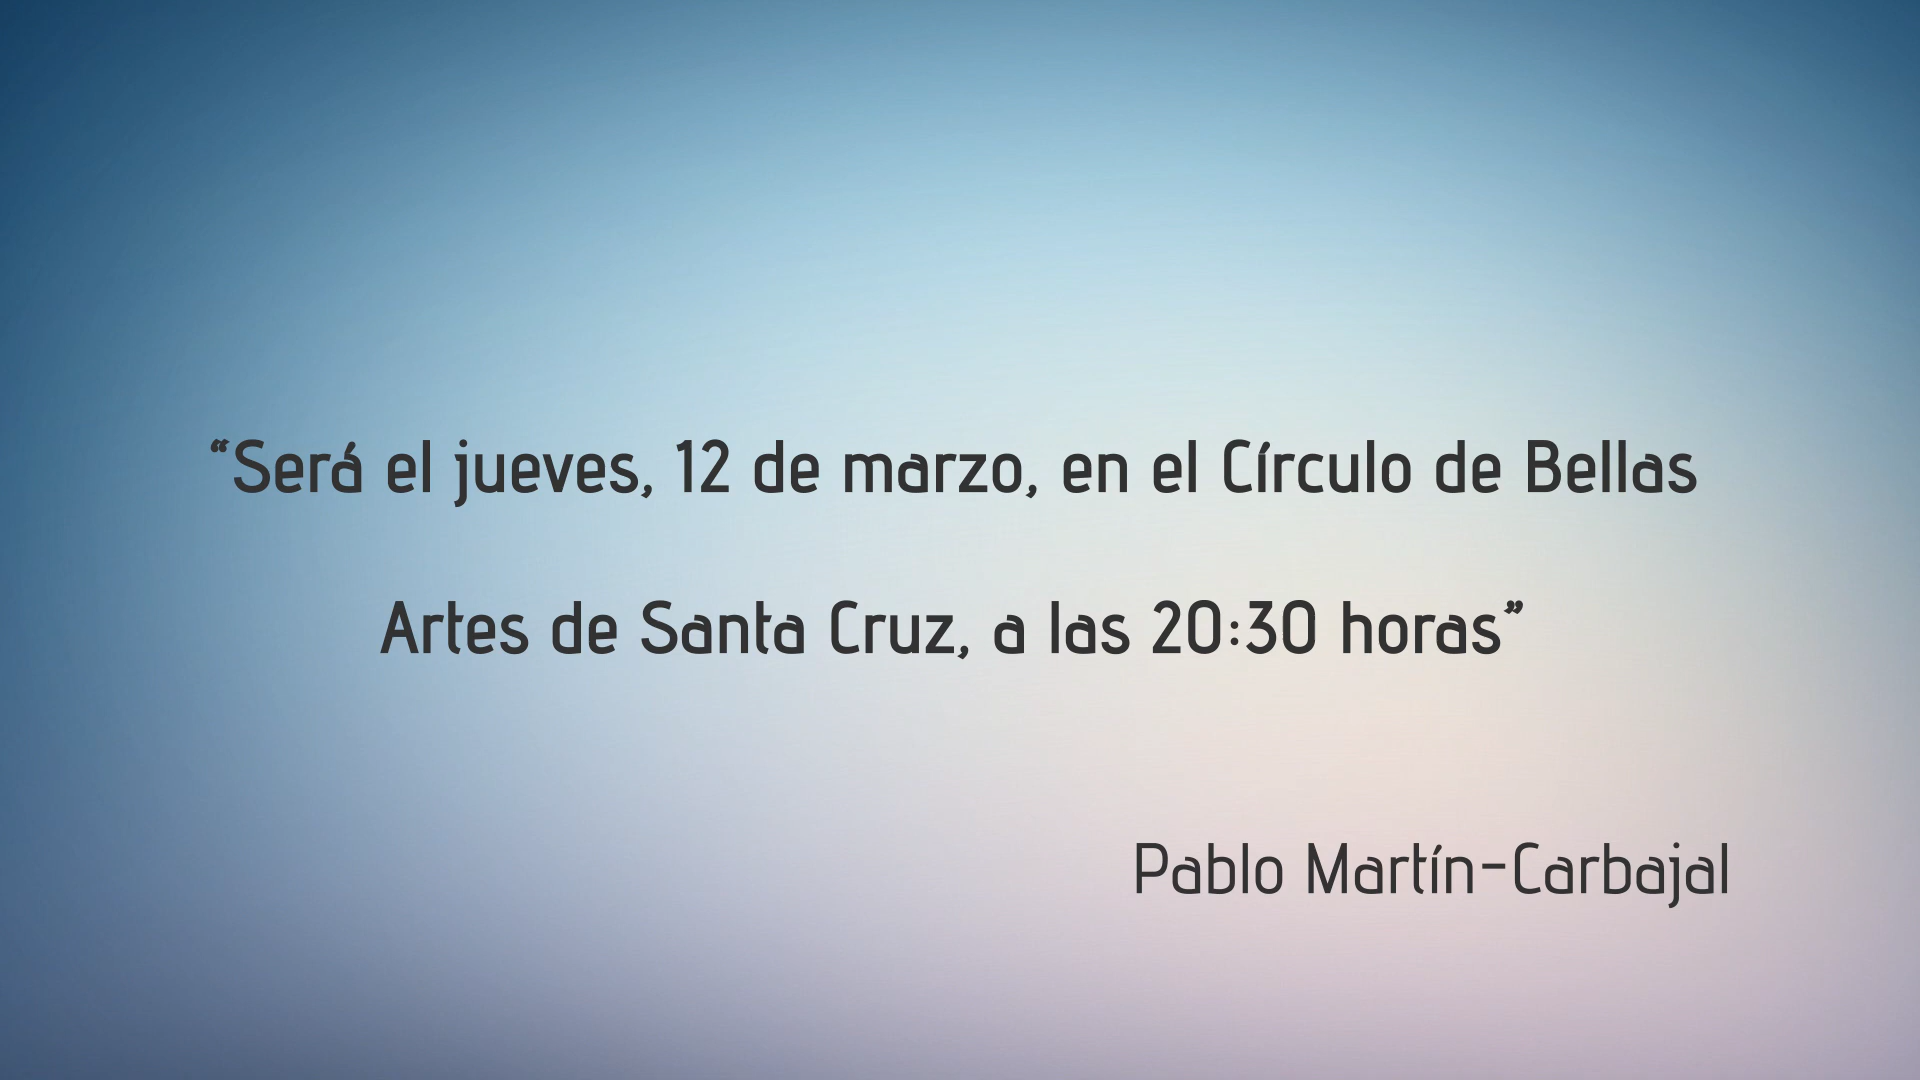 “Será el jueves, 12 de marzo, en el Círculo de Bellas
Artes de Santa Cruz, a las 20:30 horas”
Pablo Martín-Carbajal